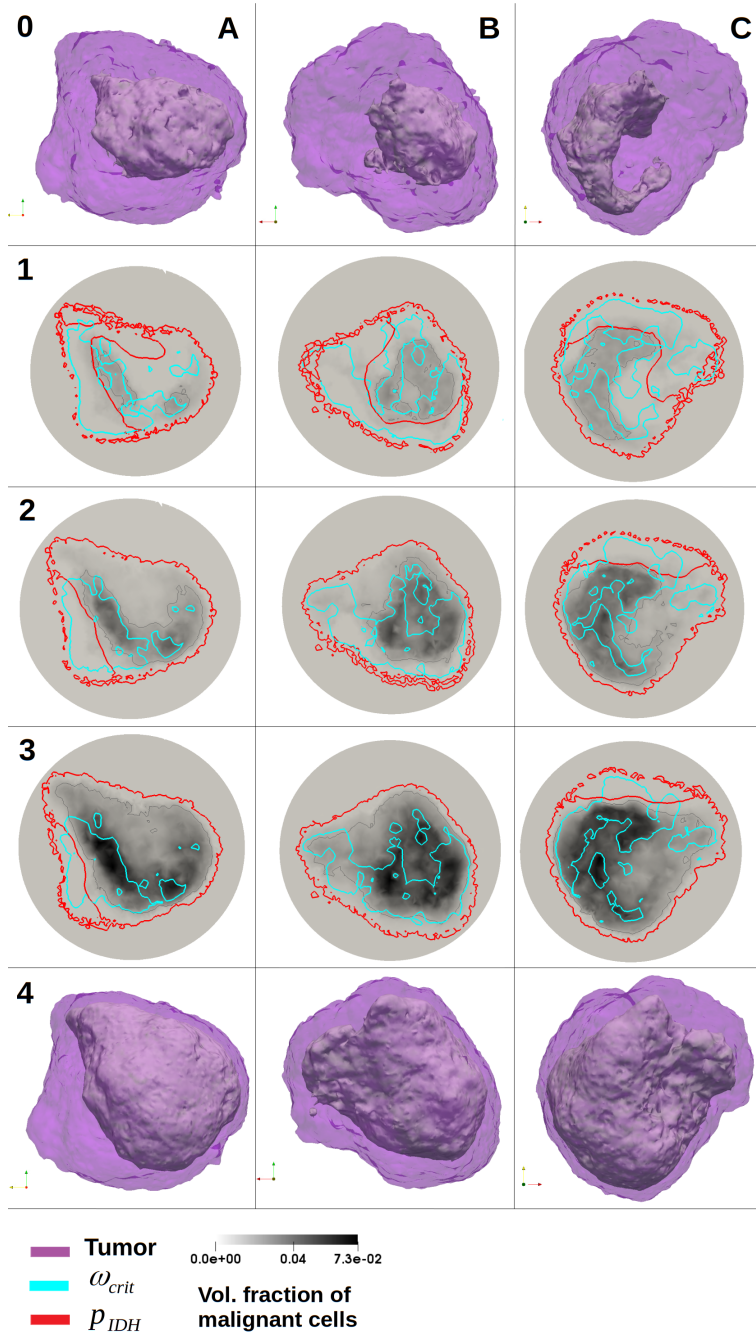 0 A B C
1
2
3
4
Tumor
ω_crit
p_IDH
0.0e+00 0.04 7.3e-02
Vol. fraction of
malignant cells